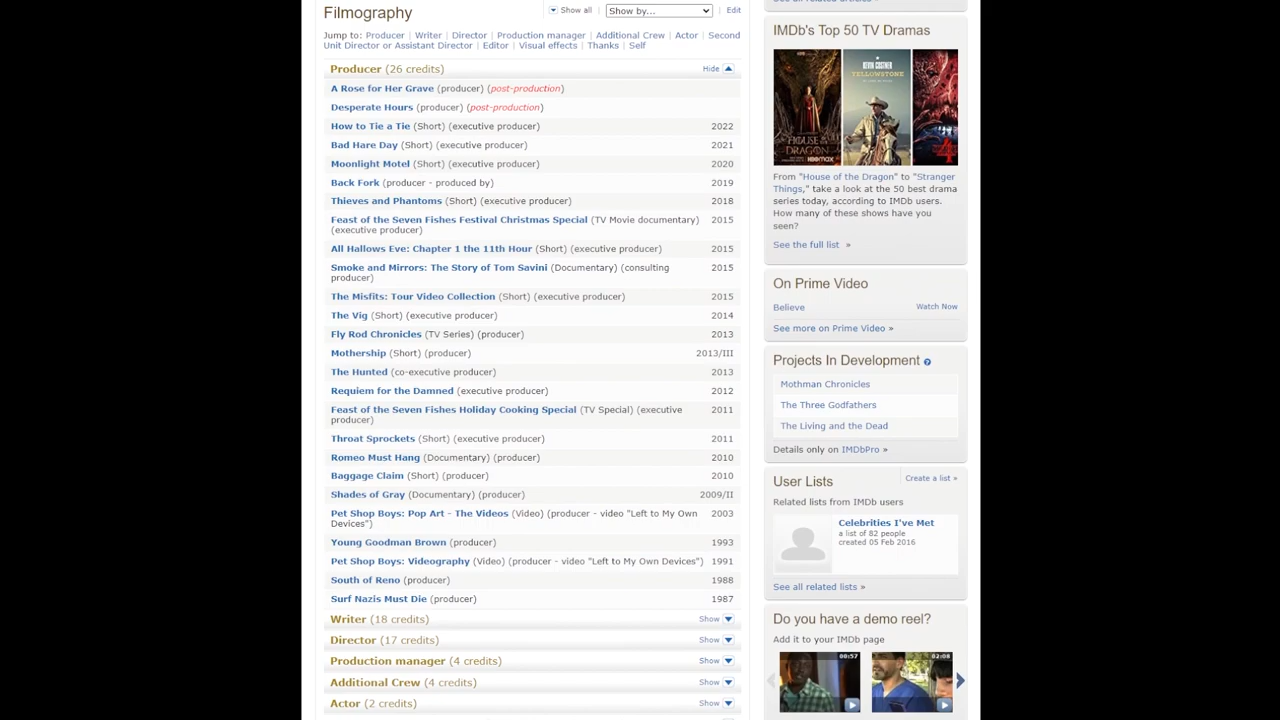 see all related articles »
Filmography
Show all | Show by... | Edit
Jump to: Producer | Writer | Director | Production manager | Additional Crew | Actor | Second
Unit Director or Assistant Director | Editor | Visual effects | Thanks | Self
Producer (26 credits) Hide
A Rose for Her Grave (producer) (post-production)
Desperate Hours (producer) (post-production)
How to Tie a Tie (Short) (executive producer) 2022
Bad Hare Day (Short) (executive producer) 2021
Moonlight Motel (Short) (executive producer) 2020
Back Fork (producer - produced by) 2019
Thieves and Phantoms (Short) (executive producer) 2018
Feast of the Seven Fishes Festival Christmas Special (TV Movie documentary) 2015
(executive producer)
All Hallows Eve: Chapter 1 the 11th Hour (Short) (executive producer) 2015
Smoke and Mirrors: The Story of Tom Savini (Documentary) (consulting 2015
producer)
The Misfits: Tour Video Collection (Short) (executive producer) 2015
The Vig (Short) (executive producer) 2014
Fly Rod Chronicles (TV Series) (producer) 2013
Mothership (Short) (producer) 2013/III
The Hunted (co-executive producer) 2013
Requiem for the Damned (executive producer) 2012
Feast of the Seven Fishes Holiday Cooking Special (TV Special) (executive 2011
producer)
Throat Sprockets (Short) (executive producer) 2011
Romeo Must Hang (Documentary) (producer) 2010
Baggage Claim (Short) (producer) 2010
Shades of Gray (Documentary) (producer) 2009/II
Pet Shop Boys: Pop Art - The Videos (Video) (producer - video "Left to My Own 2003
Devices")
Young Goodman Brown (producer) 1993
Pet Shop Boys: Videography (Video) (producer - video "Left to My Own Devices") 1991
South of Reno (producer) 1988
Surf Nazis Must Die (producer) 1987
Writer (18 credits) Show
Director (17 credits) Show
Production manager (4 credits) Show
Additional Crew (4 credits) Show
Actor (2 credits) Show
IMDb's Top 50 TV Dramas
HOUSE OF THE
DRAGON
HBOMAX
KEVIN COSTNER
YELLOWSTONE
4
From "House of the Dragon" to "Stranger
Things," take a look at the 50 best drama
series today, according to IMDb users.
How many of these shows have you
seen?
See the full list »
On Prime Video
Believe Watch Now
See more on Prime Video »
Projects In Development ?
Mothman Chronicles
The Three Godfathers
The Living and the Dead
Details only on IMDbPro »
User Lists Create a list »
Related lists from IMDb users
Celebrities I've Met
a list of 82 people
created 05 Feb 2016
See all related lists »
Do you have a demo reel?
Add it to your IMDb page
00:57 02:08